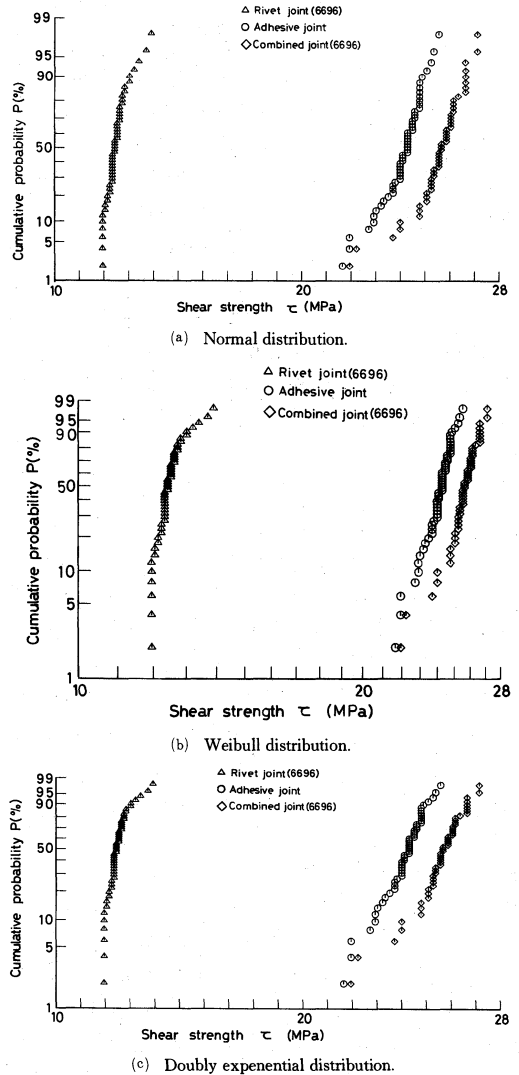 △ Rivet joint(6696)
○ Adhesive joint
◇ Combined joint(6696)
Cumulative probability P(%)
99
95
90
50
10
5
1
10
20
28
Shear strength τ (MPa)
(a) Normal distribution.
△ Rivet joint(6696)
○ Adhesive joint
◇ Combined joint(6696)
Cumulative probability P(%)
99
95
90
50
10
5
1
10
20
28
Shear strength τ (MPa)
(b) Weibull distribution.
△ Rivet joint(6696)
○ Adhesive joint
◇ Combined joint(6696)
Cumulative probability P(%)
99
95
90
50
10
5
1
10
20
28
Shear strength τ (MPa)
(c) Doubly expenential distribution.